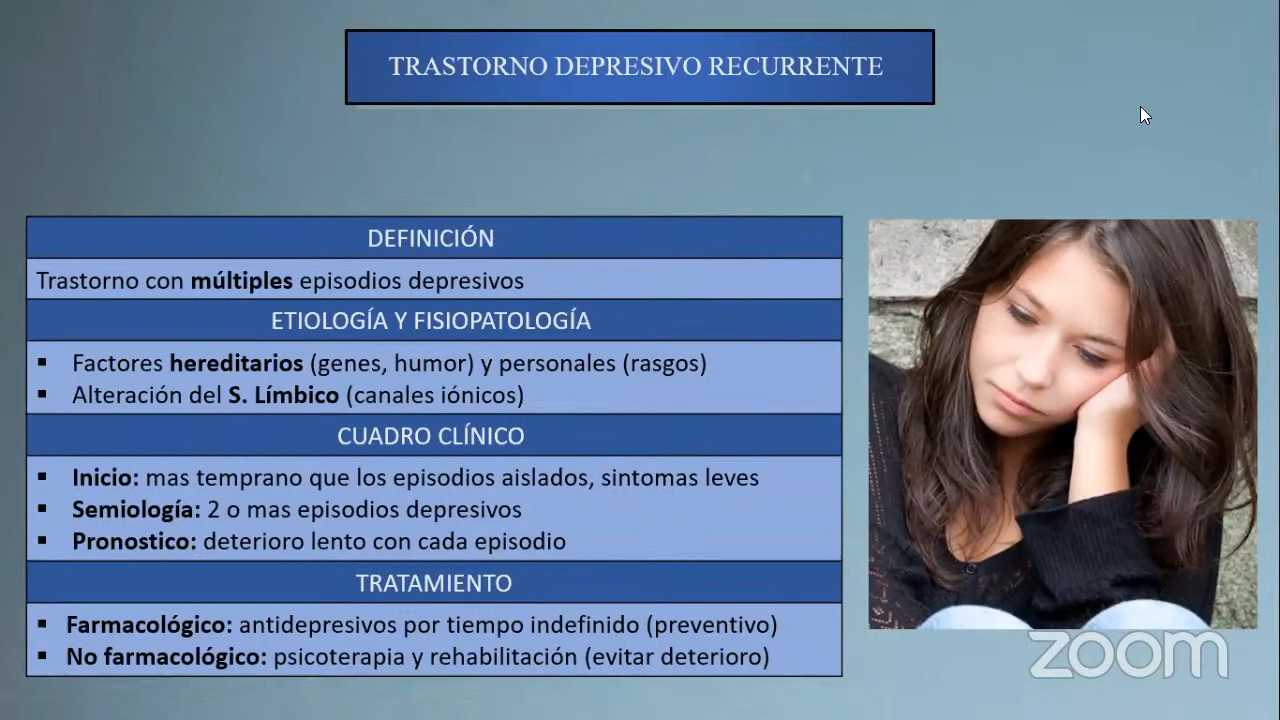 TRASTORNO DEPRESIVO RECURRENTE
DEFINICIÓN
Trastorno con múltiples episodios depresivos
ETIOLOGÍA Y FISIOPATOLOGÍA
▪ Factores hereditarios (genes, humor) y personales (rasgos)
▪ Alteración del S. Límbico (canales iónicos)
CUADRO CLÍNICO
▪ Inicio: mas temprano que los episodios aislados, sintomas leves
▪ Semiología: 2 o mas episodios depresivos
▪ Pronostico: deterioro lento con cada episodio
TRATAMIENTO
▪ Farmacológico: antidepresivos por tiempo indefinido (preventivo)
▪ No farmacológico: psicoterapia y rehabilitación (evitar deterioro)
zoom